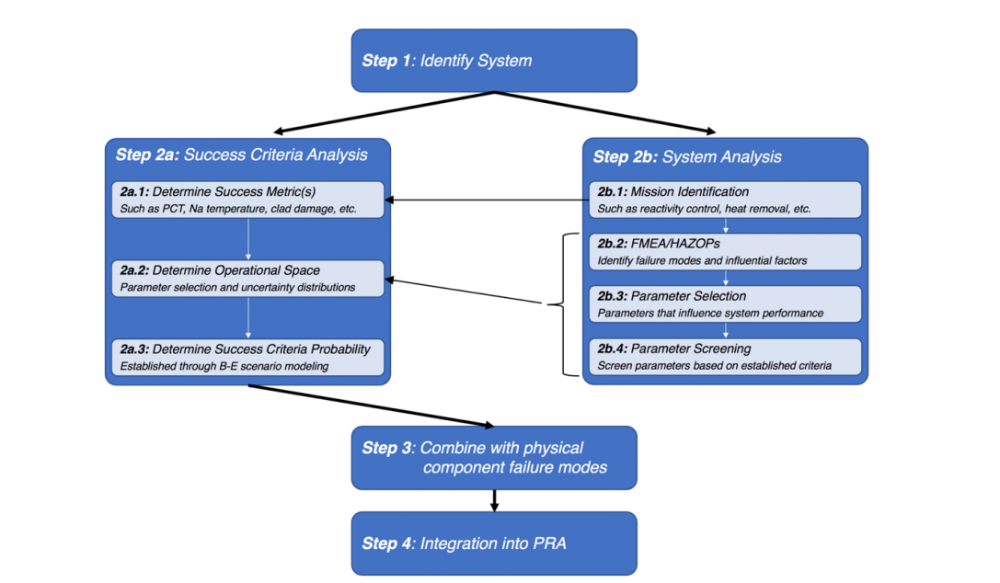 Step 1: Identify System
Step 2a: Success Criteria Analysis
2a.1: Determine Success Metric(s)
Such as PCT, Na temperature, clad damage, etc.
2a.2: Determine Operational Space
Parameter selection and uncertainty distributions
2a.3: Determine Success Criteria Probability
Established through B-E scenario modeling
Step 2b: System Analysis
2b.1: Mission Identification
Such as reactivity control, heat removal, etc.
2b.2: FMEA/HAZOPs
Identify failure modes and influential factors
2b.3: Parameter Selection
Parameters that influence system performance
2b.4: Parameter Screening
Screen parameters based on established criteria
Step 3: Combine with physical
component failure modes
Step 4: Integration into PRA